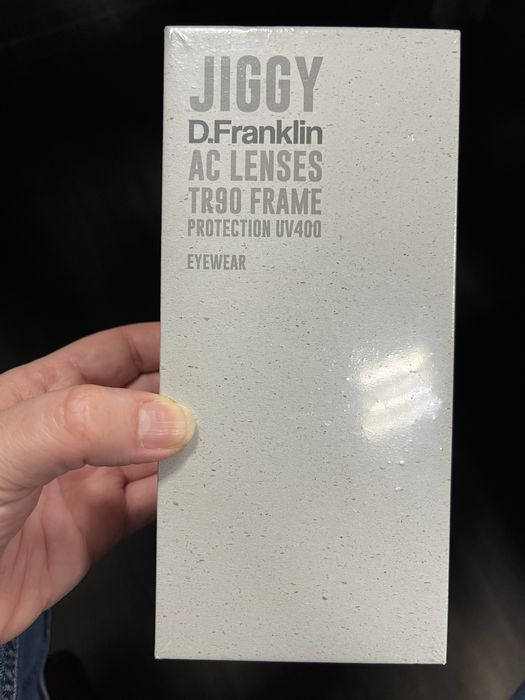 JIGGY
D.Franklin
AC LENSES
TR90 FRAME
PROTECTION UV400
EYEWEAR